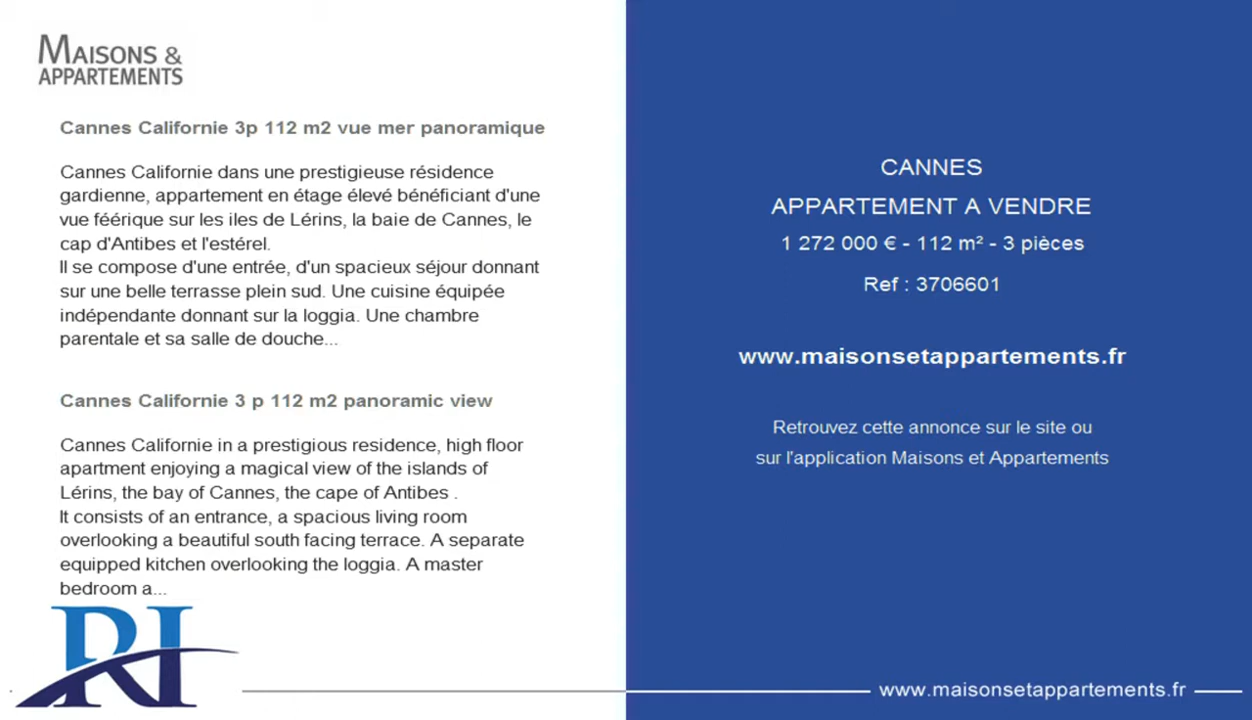 MAISONS &
APPARTEMENTS
Cannes Californie 3p 112 m2 vue mer panoramique
Cannes Californie dans une prestigieuse résidence
gardienne, appartement en étage élevé bénéficiant d'une
vue féérique sur les iles de Lérins, la baie de Cannes, le
cap d'Antibes et l'estérel.
Il se compose d'une entrée, d'un spacieux séjour donnant
sur une belle terrasse plein sud. Une cuisine équipée
indépendante donnant sur la loggia. Une chambre
parentale et sa salle de douche...
Cannes Californie 3 p 112 m2 panoramic view
Cannes Californie in a prestigious residence, high floor
apartment enjoying a magical view of the islands of
Lérins, the bay of Cannes, the cape of Antibes .
It consists of an entrance, a spacious living room
overlooking a beautiful south facing terrace. A separate
equipped kitchen overlooking the loggia. A master
bedroom a...
RI
CANNES
APPARTEMENT A VENDRE
1 272 000 € - 112 m² - 3 pièces
Ref : 3706601
www.maisonsetappartements.fr
Retrouvez cette annonce sur le site ou
sur l'application Maisons et Appartements
www.maisonsetappartements.fr